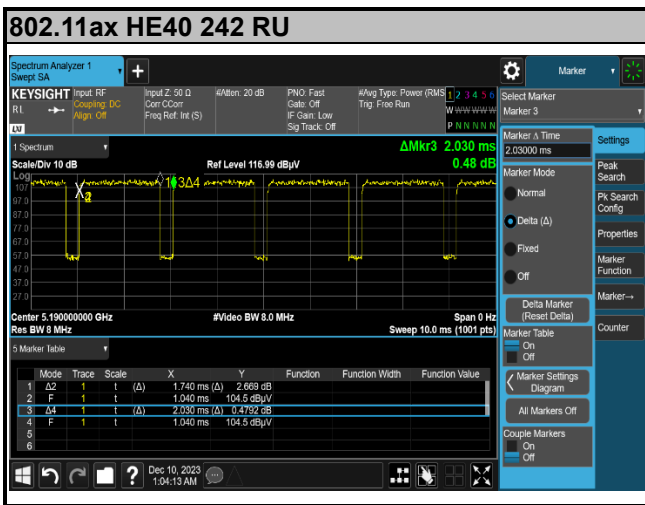 802.11ax HE40 242 RU
Spectrum Analyzer 1
Swept SA
Marker
KEYSIGHT
RL
LXI
Input: RF
Coupling: DC
Align: Off
Input Z: 50 Ω
Corr CCorr
Freq Ref: Int (S)
#Atten: 20 dB
PNO: Fast
Gate: Off
IF Gain: Low
Sig Track: Off
#Avg Type: Power (RMS
Trig: Free Run
1 2 3 4 5 6
W W W W W W
P N N N N N
Select Marker
Marker 3
1 Spectrum
ΔMkr3 2.030 ms
Scale/Div 10 dB
Ref Level 116.99 dBµV
0.48 dB
Log
107
97.0
87.0
77.0
67.0
57.0
47.0
37.0
27.0
1 3Δ4
Center 5.190000000 GHz
#Video BW 8.0 MHz
Span 0 Hz
Res BW 8 MHz
Sweep 10.0 ms (1001 pts)
5 Marker Table
Mode Trace Scale X Y Function Function Width Function Value
1 Δ2 1 t (Δ) 1.740 ms (Δ) 2.669 dB
2 F 1 t 1.040 ms 104.5 dBµV
3 Δ4 1 t (Δ) 2.030 ms (Δ) 0.4792 dB
4 F 1 t 1.040 ms 104.5 dBµV
5
6
Marker Δ Time
2.03000 ms
Marker Mode
Normal
Delta (Δ)
Fixed
Off
Delta Marker
(Reset Delta)
Marker Table
On
Off
Marker Settings
Diagram
All Markers Off
Couple Markers
On
Off
Settings
Peak
Search
Pk Search
Config
Properties
Marker
Function
Marker→
Counter
?
Dec 10, 2023
1:04:13 AM